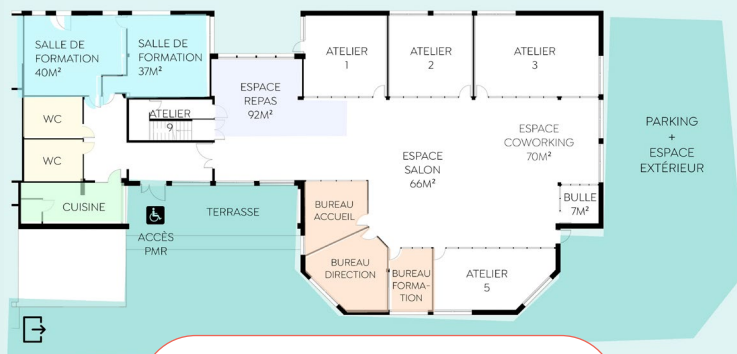 SALLE DE
FORMATION
40M²
SALLE DE
FORMATION
37M²
ATELIER
1
ATELIER
2
ATELIER
3
ESPACE
REPAS
92M²
WC
ATELIER
9
WC
ESPACE
COWORKING
70M²
PARKING
+
ESPACE
EXTÉRIEUR
ESPACE
SALON
66M²
CUISINE
TERRASSE
BUREAU
ACCUEIL
BULLE
7M²
ACCÈS
PMR
BUREAU
DIRECTION
BUREAU
FORMA-
TION
ATELIER
5